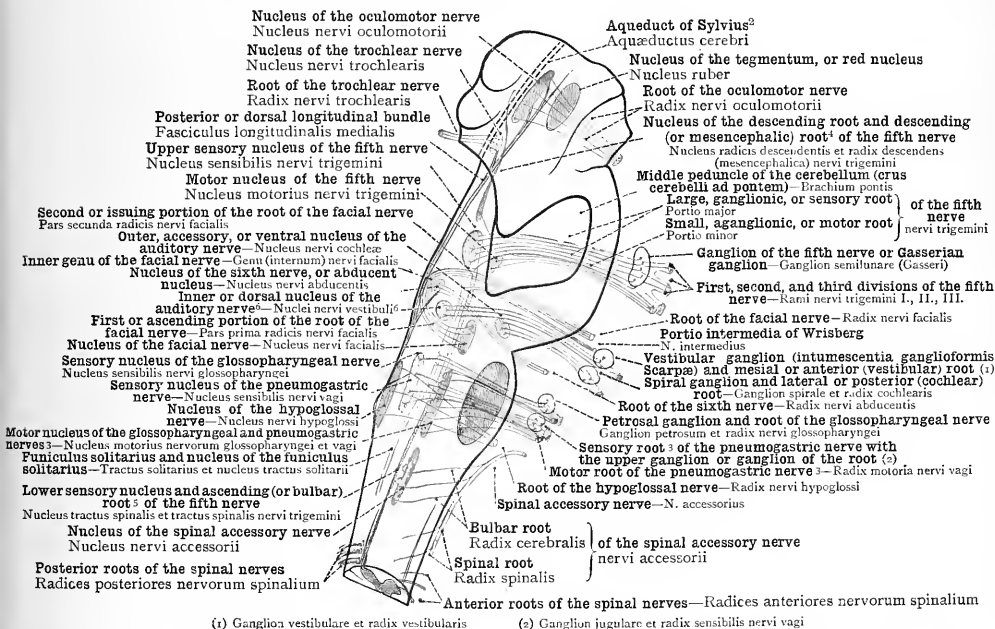 Nucleus of the oculomotor nerve
Nucleus nervi oculomotorii
Nucleus of the trochlear nerve
Nucleus nervi trochlearis
Root of the trochlear nerve
Radix nervi trochlearis
Posterior or dorsal longitudinal bundle
Fasciculus longitudinalis medialis
Upper sensory nucleus of the fifth nerve
Nucleus sensibilis nervi trigemini
Motor nucleus of the fifth nerve
Nucleus motorius nervi trigemini
Second or issuing portion of the root of the facial nerve
Pars secunda radicis nervi facialis
Outer, accessory, or ventral nucleus of the
auditory nerve—Nucleus nervi cochleæ
Inner genu of the facial nerve—Genu (internum) nervi facialis
Nucleus of the sixth nerve, or abducent
nucleus—Nucleus nervi abducentis
Inner or dorsal nucleus of the
auditory nerve⁶—Nuclei nervi vestibuli⁶
First or ascending portion of the root of the
facial nerve—Pars prima radicis nervi facialis
Nucleus of the facial nerve—Nucleus nervi facialis
Sensory nucleus of the glossopharyngeal nerve
Nucleus sensibilis nervi glossopharyngei
Sensory nucleus of the pneumogastric
nerve—Nucleus sensibilis nervi vagi
Nucleus of the hypoglossal
nerve—Nucleus nervi hypoglossi
Motor nucleus of the glossopharyngeal and pneumogastric
nerves 3—Nucleus motorius nervorum glossopharyngei et vagi
Funiculus solitarius and nucleus of the funiculus
solitarius—Tractus solitarius et nucleus tractus solitarii
Lower sensory nucleus and ascending (or bulbar)
root 5 of the fifth nerve
Nucleus tractus spinalis et tractus spinalis nervi trigemini
Nucleus of the spinal accessory nerve
Nucleus nervi accessorii
Posterior roots of the spinal nerves
Radices posteriores nervorum spinalium
Aqueduct of Sylvius²
Aquæductus cerebri
Nucleus of the tegmentum, or red nucleus
Nucleus ruber
Root of the oculomotor nerve
Radix nervi oculomotorii
Nucleus of the descending root and descending
(or mesencephalic) root⁴ of the fifth nerve
Nucleus radicis descendentis et radix descendens
(mesencephalica) nervi trigemini
Middle peduncle of the cerebellum (crus
cerebelli ad pontem)—Brachium pontis
Large, ganglionic, or sensory root
Portio major
Small, aganglionic, or motor root
Portio minor
of the fifth
nerve
nervi trigemini
Ganglion of the fifth nerve or Gasserian
ganglion—Ganglion semilunare (Gasseri)
First, second, and third divisions of the fifth
nerve—Rami nervi trigemini I., II., III.
Root of the facial nerve—Radix nervi facialis
Portio intermedia of Wrisberg
N. intermedius
Vestibular ganglion (intumescentia ganglioformis
Scarpæ) and mesial or anterior (vestibular) root (1)
Spiral ganglion and lateral or posterior (cochlear)
root—Ganglion spirale et radix cochlearis
Root of the sixth nerve—Radix nervi abducentis
Petrosal ganglion and root of the glossopharyngeal nerve
Ganglion petrosum et radix nervi glossopharyngei
Sensory root 3 of the pneumogastric nerve with
the upper ganglion or ganglion of the root (2)
Motor root of the pneumogastric nerve 3—Radix motoria nervi vagi
Root of the hypoglossal nerve—Radix nervi hypoglossi
Spinal accessory nerve—N. accessorius
Bulbar root
Radix cerebralis
Spinal root
Radix spinalis
of the spinal accessory nerve
nervi accessorii
Anterior roots of the spinal nerves—Radices anteriores nervorum spinalium
(1) Ganglion vestibulare et radix vestibularis (2) Ganglion jugulare et radix sensibilis nervi vagi